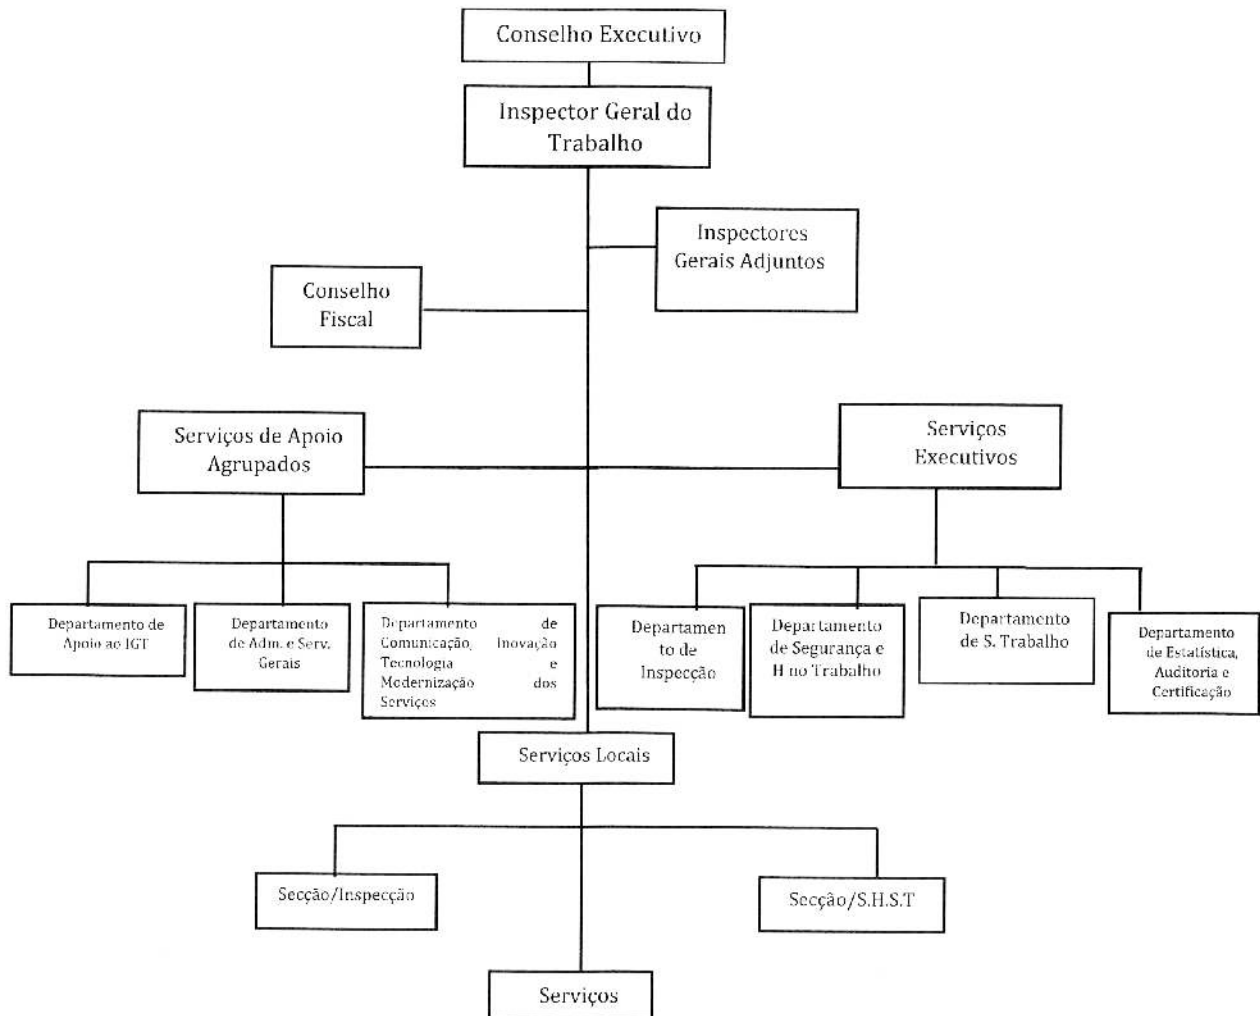 Conselho Executivo
Inspector Geral do
Trabalho
Inspectores
Gerais Adjuntos
Conselho
Fiscal
Serviços de Apoio
Agrupados
Serviços
Executivos
Departamento de
Apoio ao IGT
Departamento
de Adm. e Serv.
Gerais
Departamento de
Comunicação, Inovação
Tecnologia e
Modernização dos
Serviços
Departamen
to de
Inspecção
Departamento
de Segurança e
H no Trabalho
Departamento
de S. Trabalho
Departamento
de Estatística,
Auditoria e
Certificação
Serviços Locais
Secção/Inspecção
Secção/S.H.S.T
Serviços